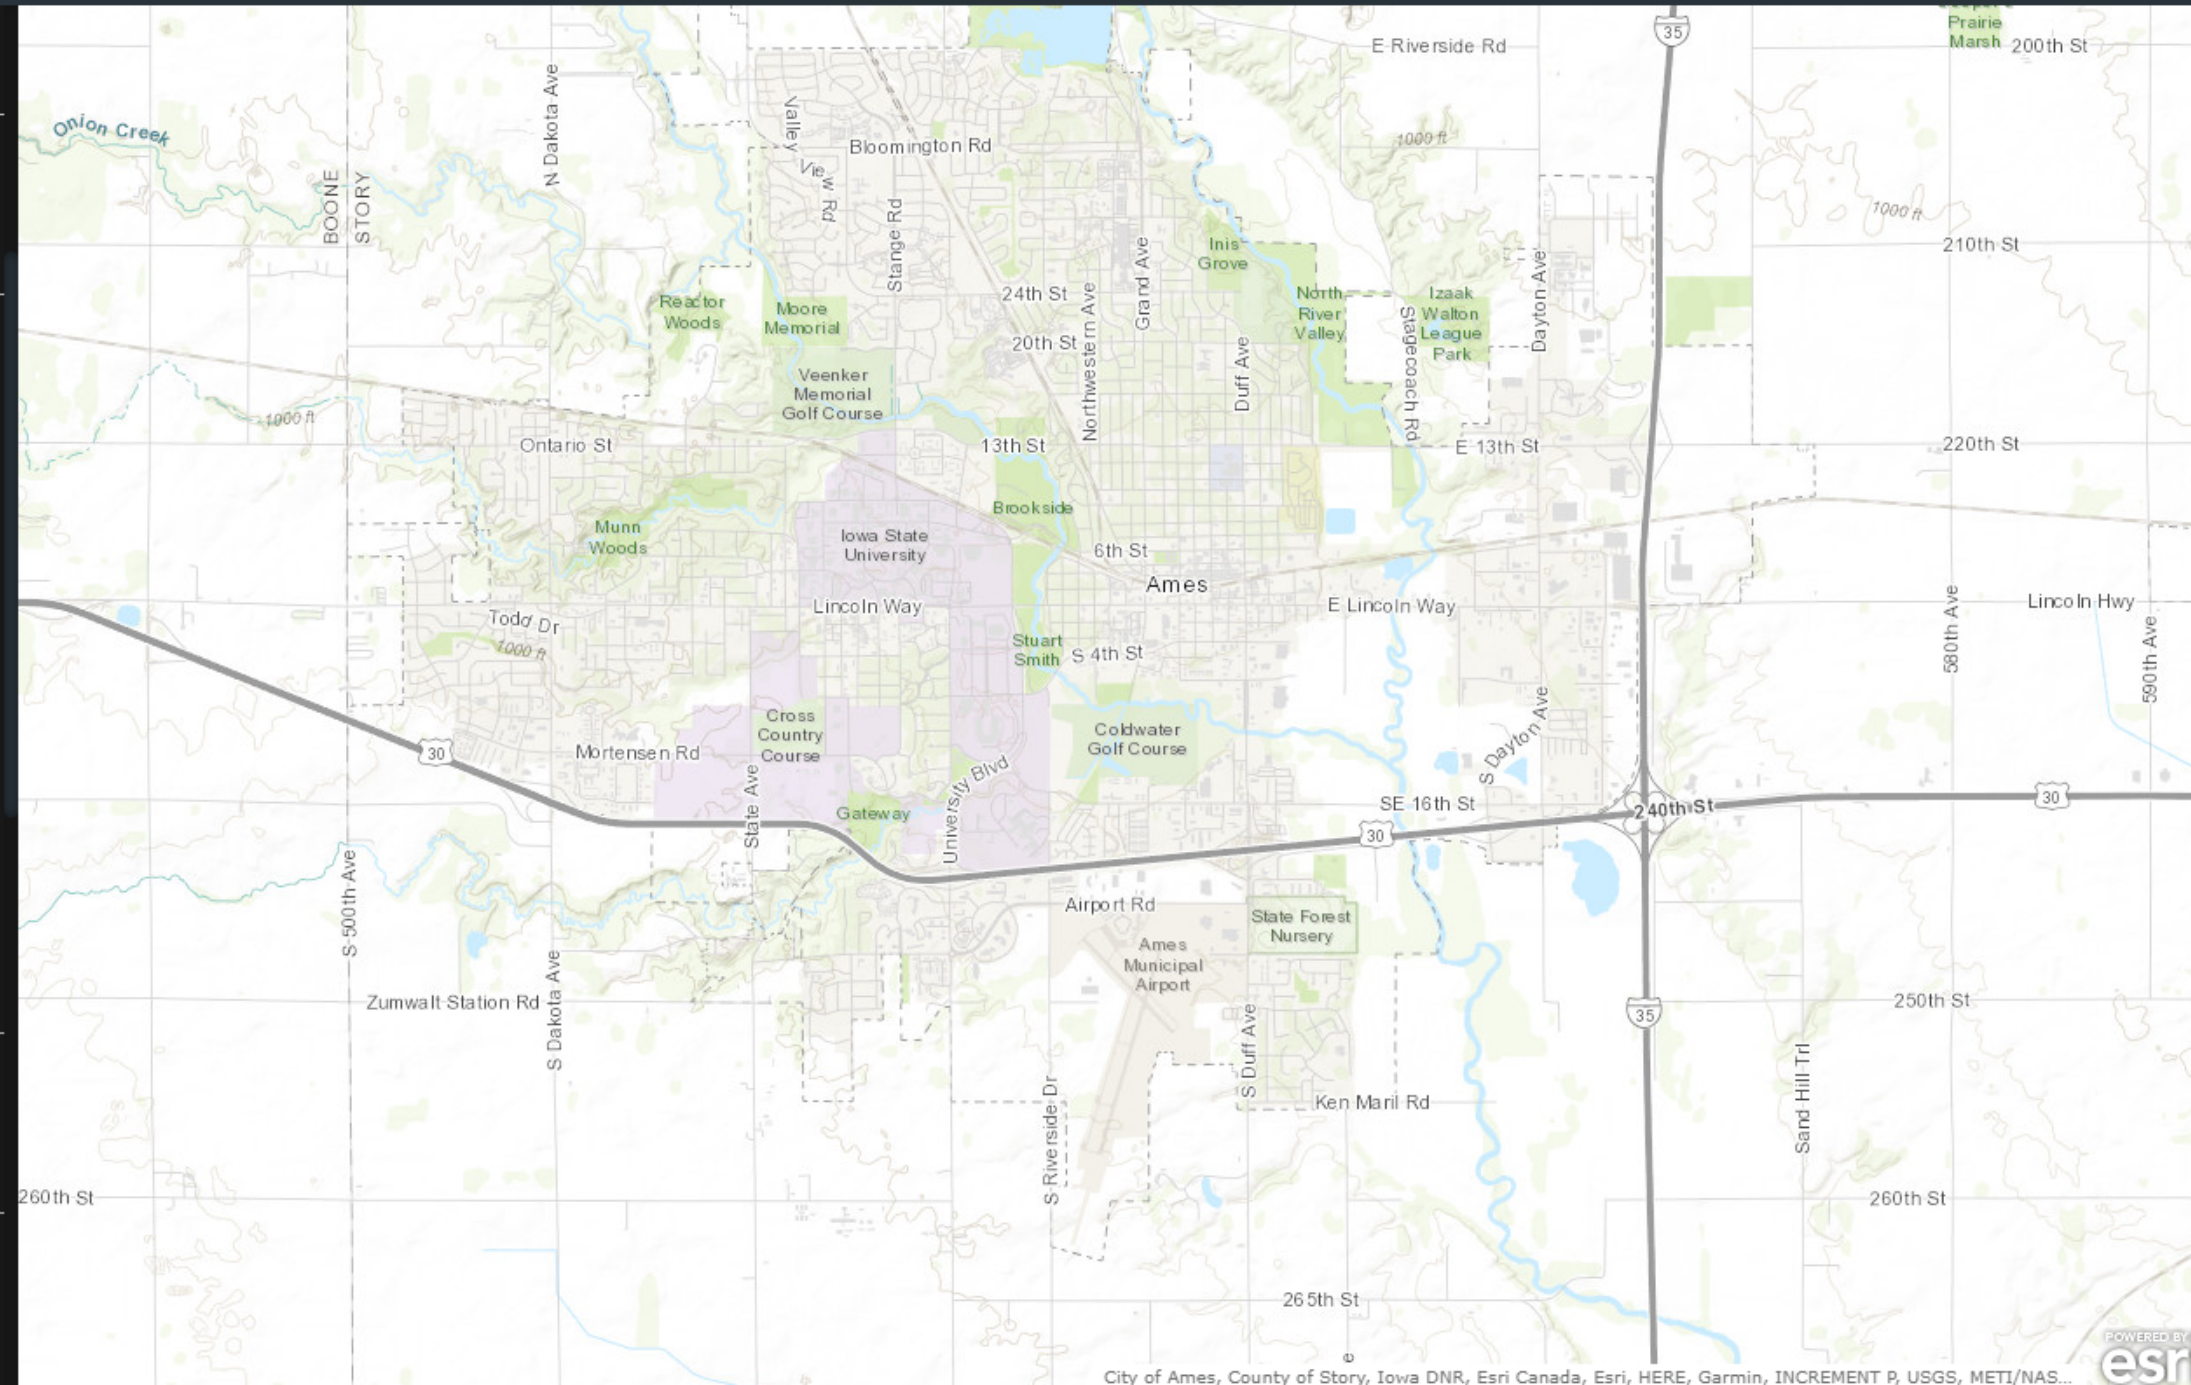 Prairie
Marsh
200th St
E Riverside Rd
35
N Dakota Ave
Onion Creek
Valley
View Rd
Bloomington Rd
1000 ft
BOONE
STORY
Stange Rd
1000 ft
210th St
Inis
Grove
Grand Ave
Dayton Ave
24th St
Northwestern Ave
Reactor
Woods
Moore
Memorial
North
River
Valley
Izaak
Walton
League
Park
Stagecoach Rd
20th St
Duff Ave
Veenker
Memorial
Golf Course
1000 ft
Ontario St
13th St
E 13th St
220th St
Brookside
Munn
Woods
Iowa State
University
6th St
Ames
Lincoln Way
E Lincoln Way
Lincoln Hwy
580th Ave
590th Ave
Todd Dr
1000 ft
Stuart
Smith
S 4th St
Cross
Country
Course
Coldwater
Golf Course
S Dayton Ave
30
Mortensen Rd
State Ave
University Blvd
Gateway
SE 16th St
240th St
30
30
S 500th Ave
Airport Rd
State Forest
Nursery
Ames
Municipal
Airport
Zumwalt Station Rd
S Dakota Ave
250th St
35
S Duff Ave
S Riverside Dr
Sand Hill Trl
Ken Maril Rd
260th St
260th St
265th St
e
POWERED BY
esri
City of Ames, County of Story, Iowa DNR, Esri Canada, Esri, HERE, Garmin, INCREMENT P, USGS, METI/NAS...